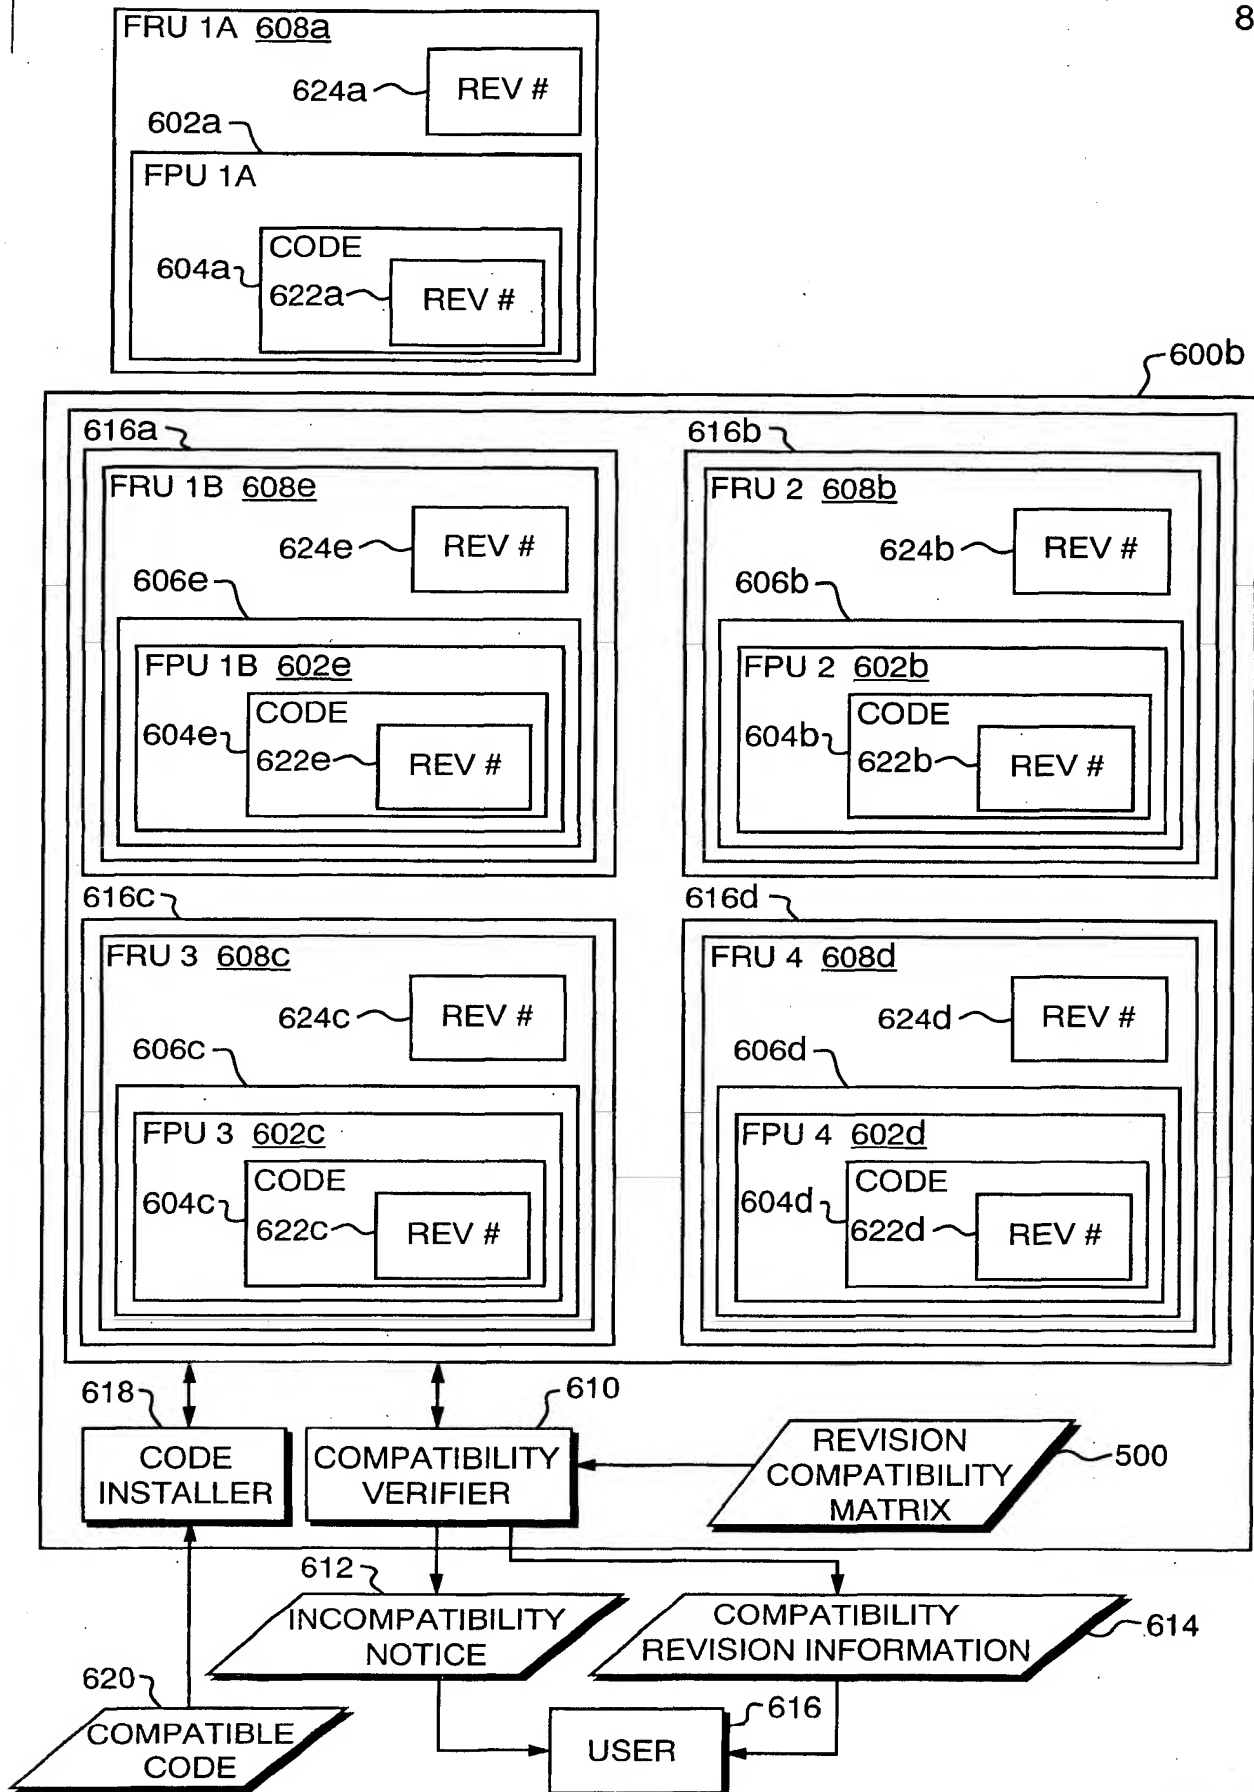 8
FRU 1A 608a
624a
REV #
602a
FPU 1A
CODE
604a
622a
REV #
600b
616a
616b
FRU 1B 608e
FRU 2 608b
624e
REV #
624b
REV #
606e
606b
FPU 1B 602e
FPU 2 602b
CODE
CODE
604e
622e
REV #
604b
622b
REV #
616c
616d
FRU 3 608c
FRU 4 608d
624c
REV #
624d
REV #
606c
606d
FPU 3 602c
FPU 4 602d
CODE
CODE
604c
622c
REV #
604d
622d
REV #
618
610
CODE
INSTALLER
COMPATIBILITY
VERIFIER
REVISION
COMPATIBILITY
MATRIX
500
612
INCOMPATIBILITY
NOTICE
COMPATIBILITY
REVISION INFORMATION
614
620
COMPATIBLE
CODE
616
USER